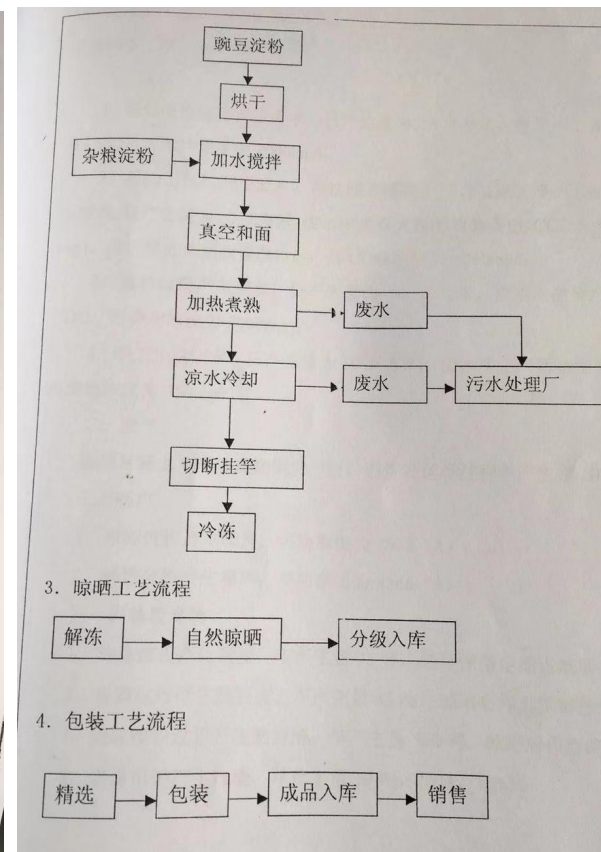 豌豆淀粉
烘干
杂粮淀粉
加水搅拌
真空和面
加热煮熟
废水
凉水冷却
废水
污水处理厂
切断挂竿
冷冻
3. 晾晒工艺流程
解冻
自然晾晒
分级入库
4. 包装工艺流程
精选
包装
成品入库
销售